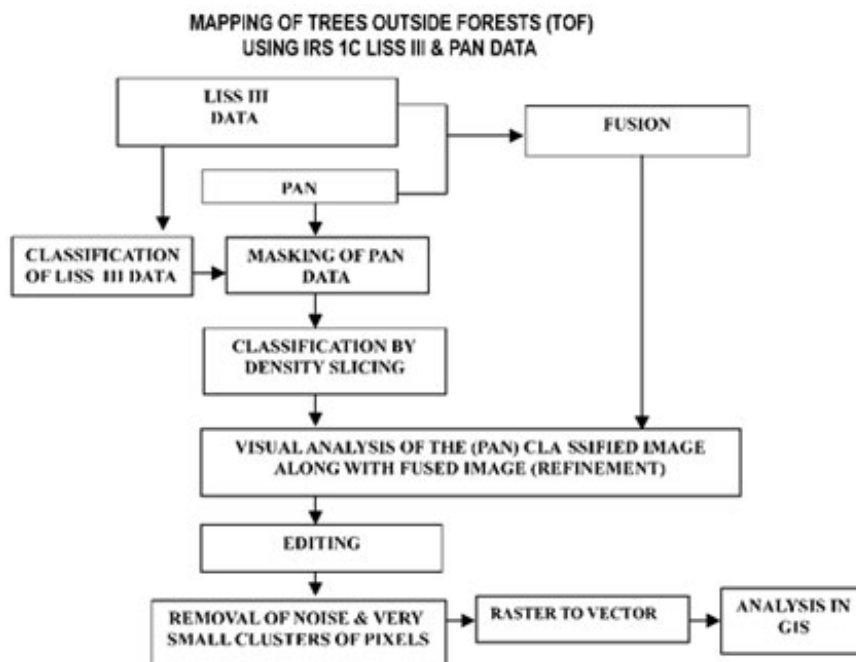 MAPPING OF TREES OUTSIDE FORESTS (TOF)
USING IRS 1C LISS III & PAN DATA
LISS III
DATA
FUSION
PAN
CLASSIFICATION
OF LISS III DATA
MASKING OF PAN
DATA
CLASSIFICATION BY
DENSITY SLICING
VISUAL ANALYSIS OF THE (PAN) CLA SSIFIED IMAGE
ALONG WITH FUSED IMAGE (REFINEMENT)
EDITING
REMOVAL OF NOISE & VERY
SMALL CLUSTERS OF PIXELS
RASTER TO VECTOR
ANALYSIS IN
GIS